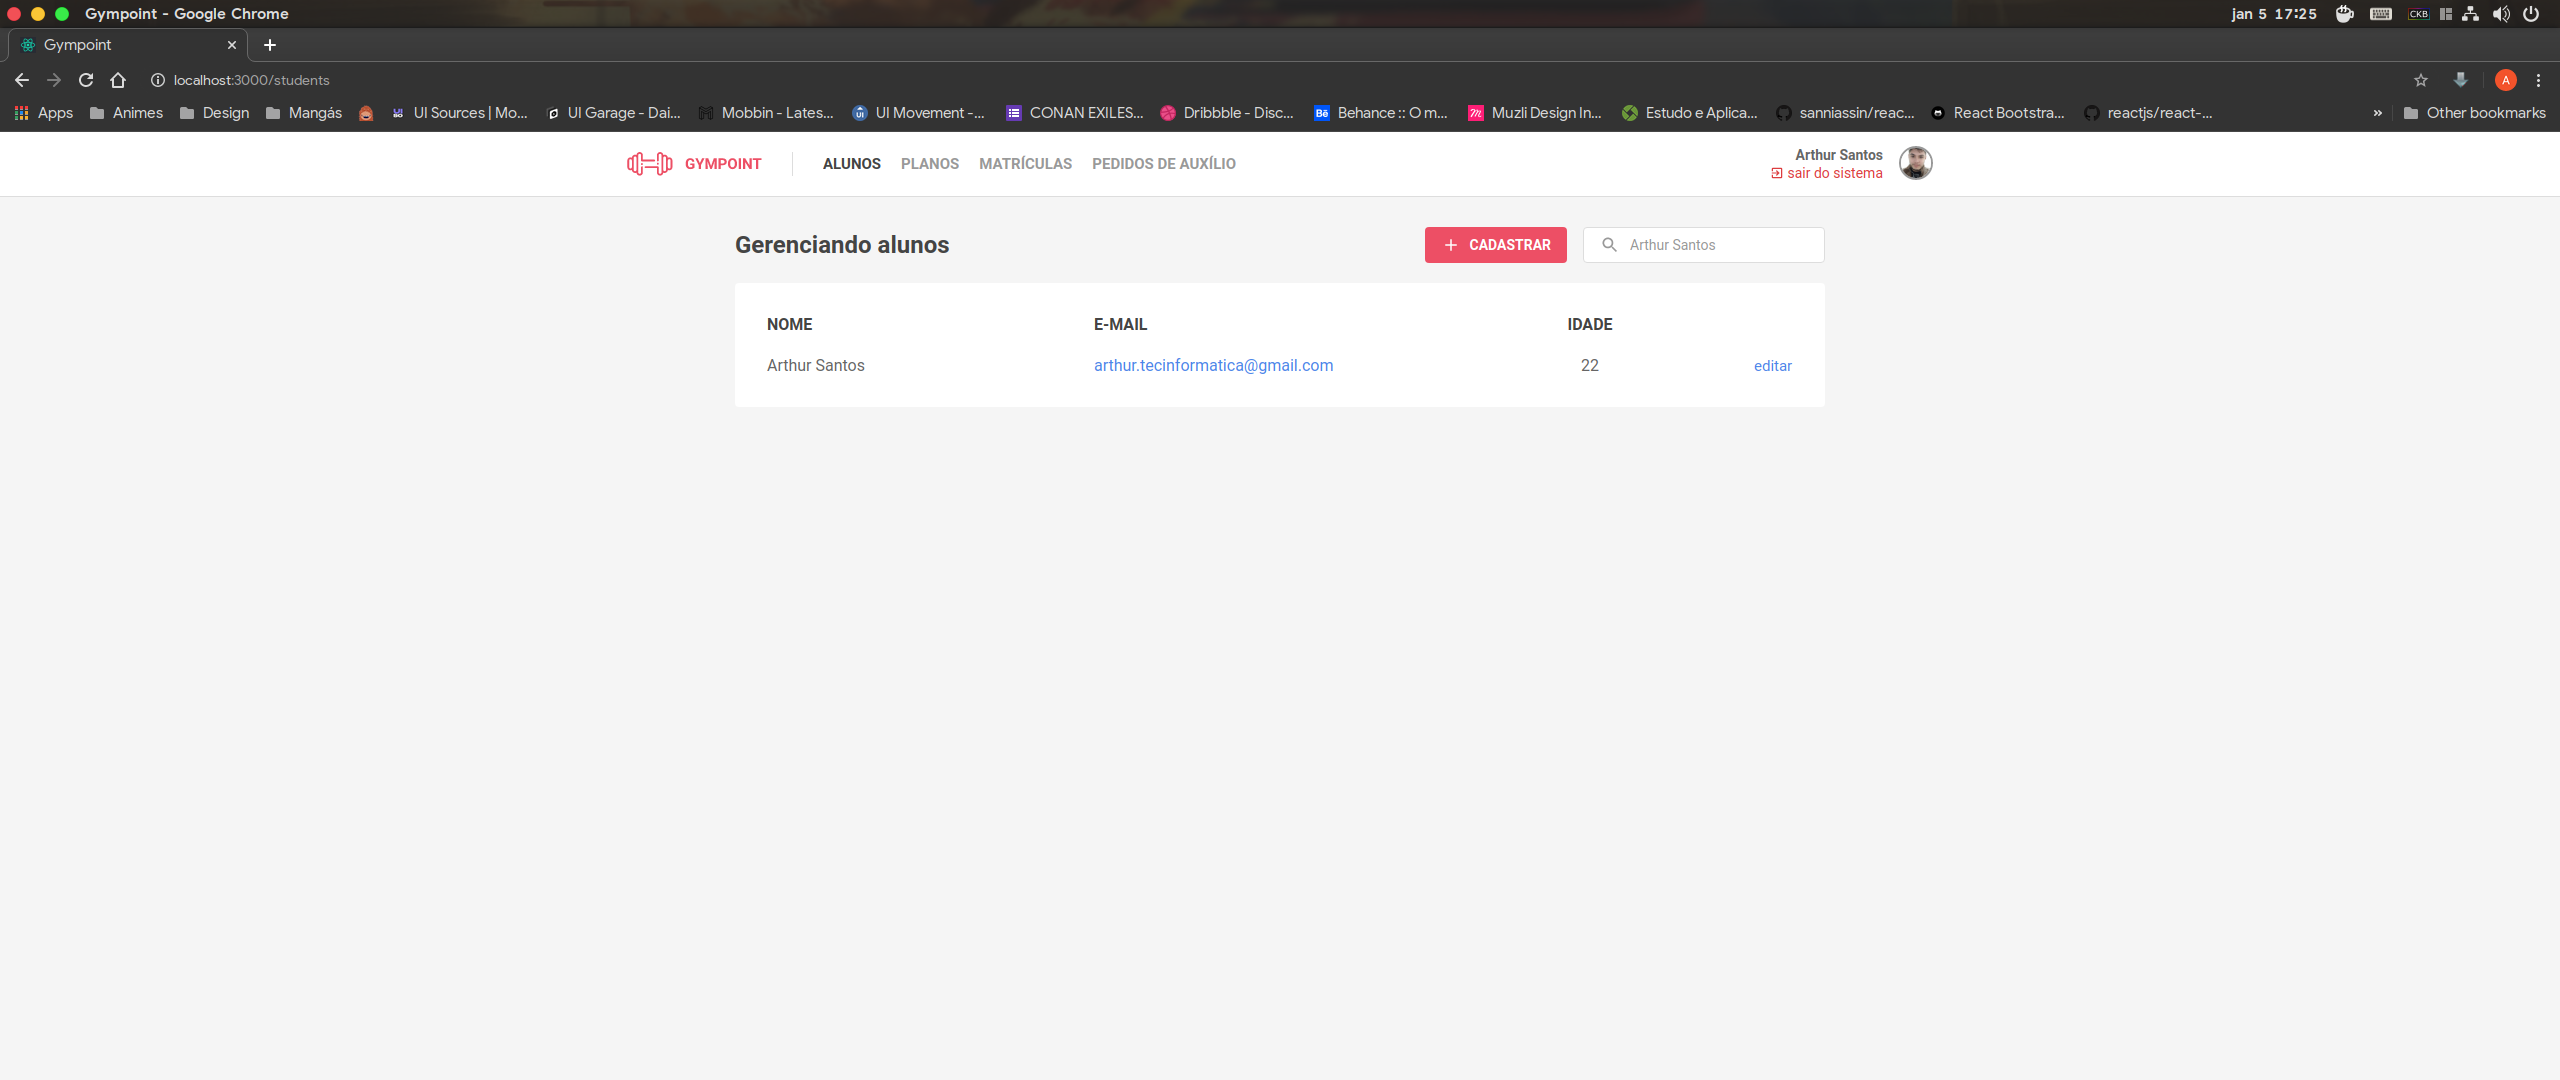 Gympoint - Google Chrome
jan 5 17:25
CKB
Gympoint
localhost:3000/students
A
Apps
Animes
Design
Mangás
UI Sources | Mo...
UI Garage - Dai...
Mobbin - Lates...
UI Movement -...
CONAN EXILES...
Dribbble - Disc...
Behance :: O m...
Muzli Design In...
Estudo e Aplica...
sanniassin/reac...
React Bootstra...
reactjs/react-...
»
Other bookmarks
GYMPOINT
ALUNOS
PLANOS
MATRÍCULAS
PEDIDOS DE AUXÍLIO
Arthur Santos
sair do sistema
Gerenciando alunos
CADASTRAR
Arthur Santos
NOME E-MAIL IDADE
Arthur Santos arthur.tecinformatica@gmail.com 22 editar